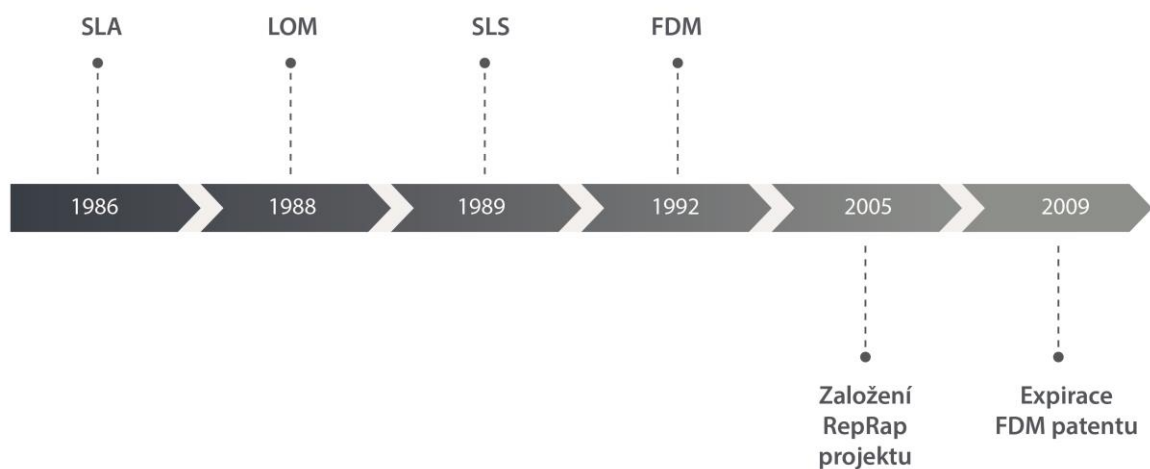 SLA
LOM
SLS
FDM
1986
1988
1989
1992
2005
2009
Založení
RepRap
projektu
Expirace
FDM patentu